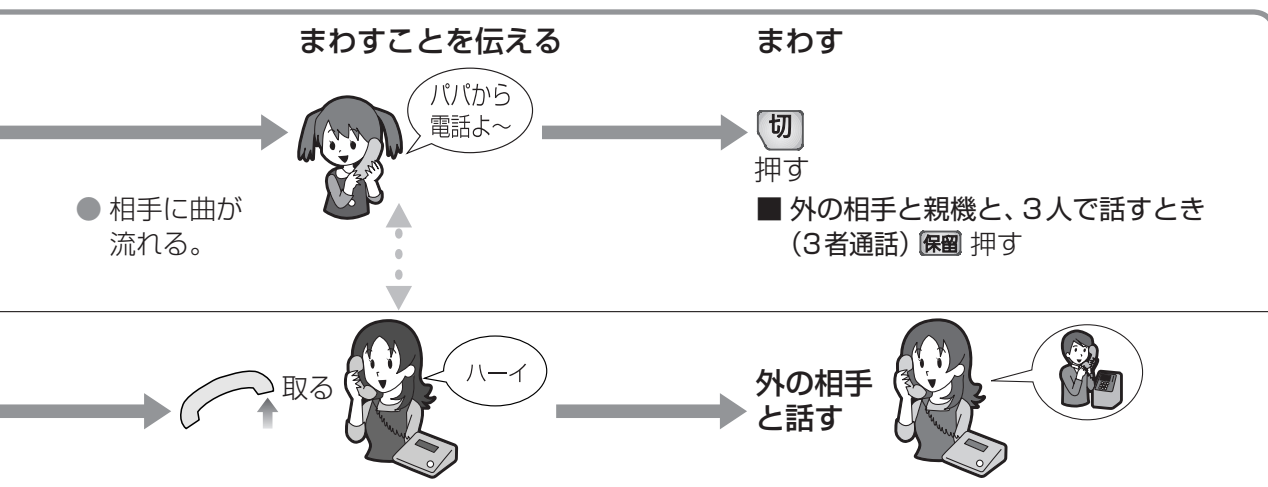 まわすことを伝える
まわす
パパから
電話よ～
切
押す
● 相手に曲が
流れる。
■ 外の相手と親機と、3人で話すとき
(3者通話) 保留 押す
取る
ハーイ
外の相手
と話す